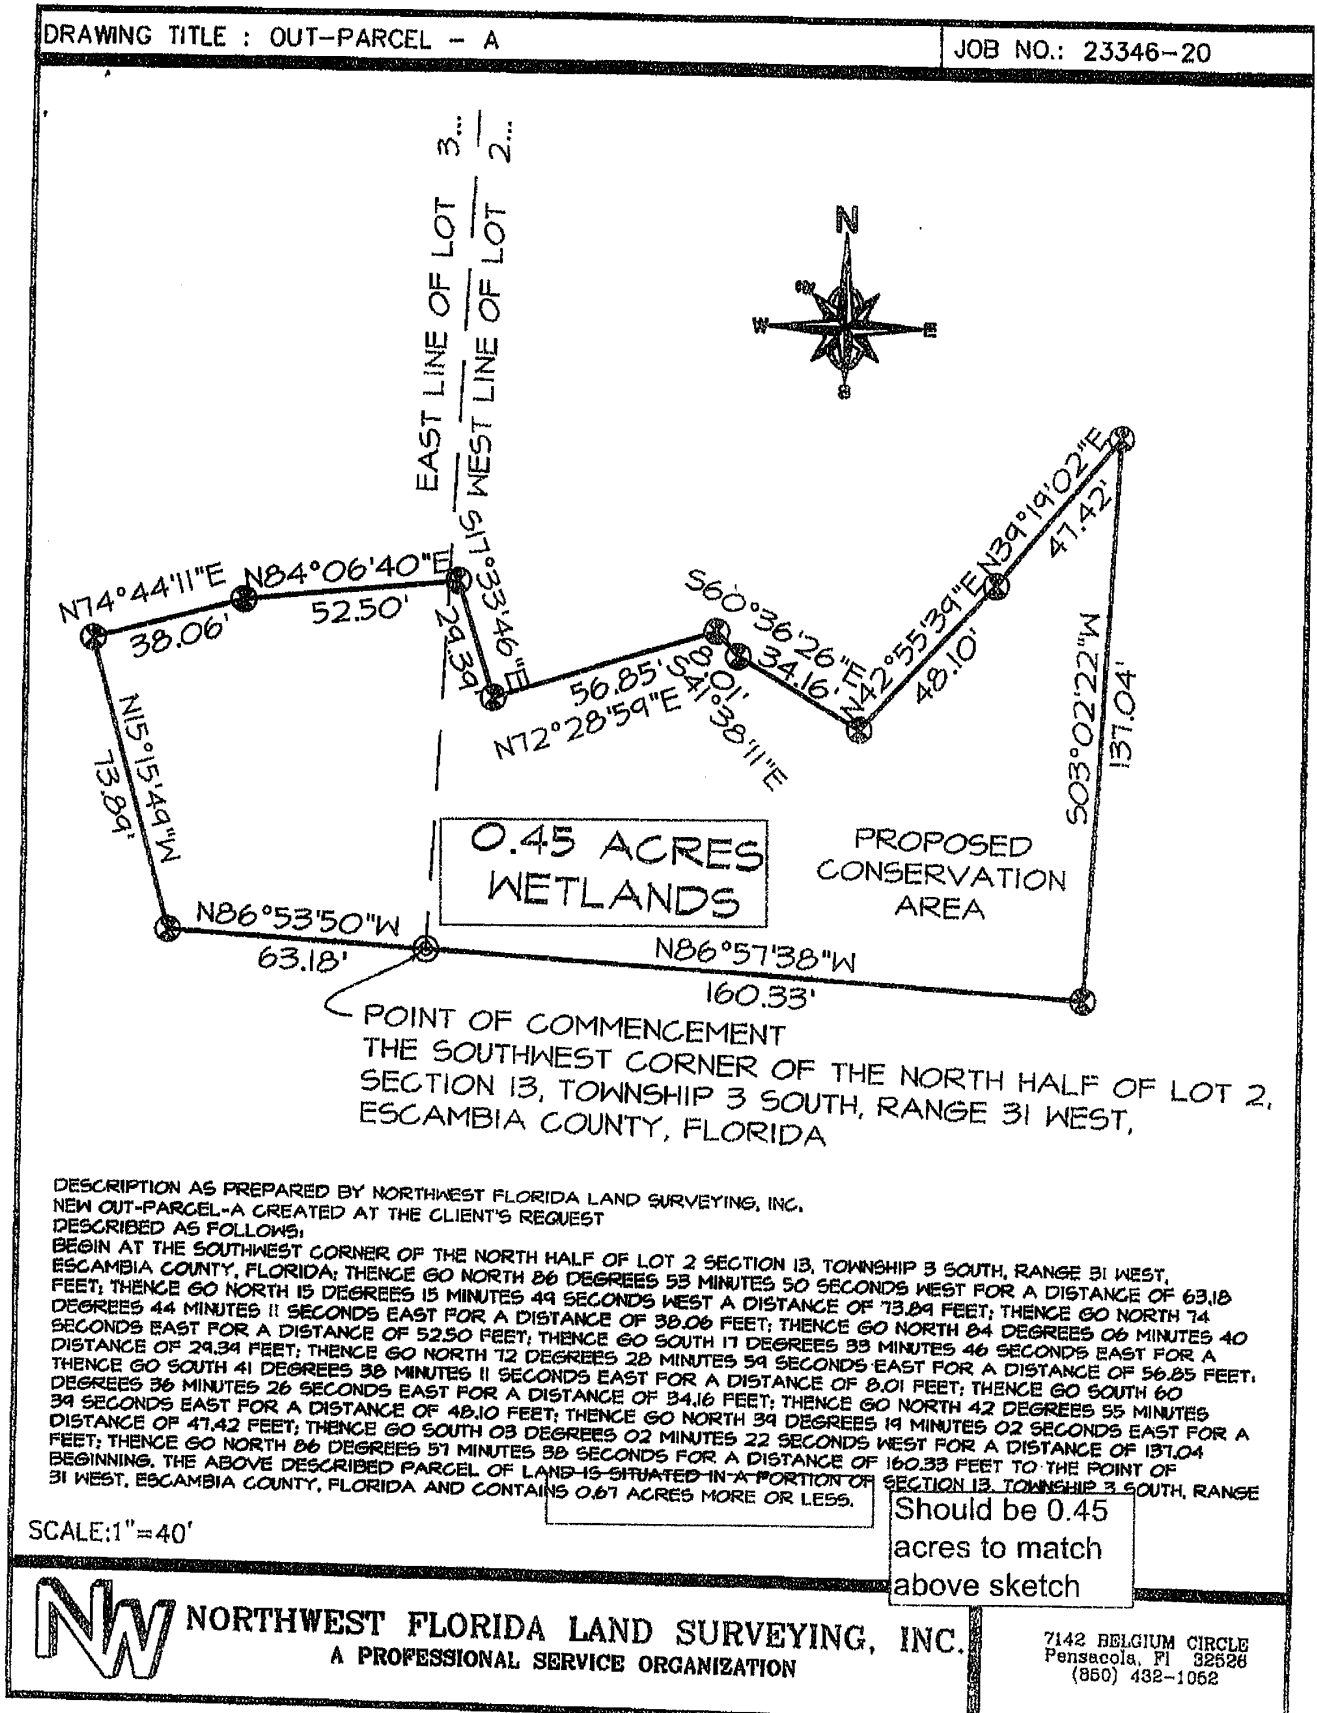 DRAWING TITLE : OUT-PARCEL - A
JOB NO.: 23346-20
EAST LINE OF LOT 3...
WEST LINE OF LOT 2...
N
NW
W
E
S
N74°44'11"E
38.06'
N84°06'40"E
52.50'
S17°33'46"E
29.39'
56.85'
N72°28'59"E
8.01'
S41°38'11"E
S60°36'26"E
34.16'
N42°55'39"E
48.10'
N39°19'02"E
47.42'
S03°02'22"W
137.04'
N15°15'49"W
73.89'
0.45 ACRES
WETLANDS
PROPOSED
CONSERVATION
AREA
N86°53'50"W
63.18'
N86°57'38"W
160.33'
POINT OF COMMENCEMENT
THE SOUTHWEST CORNER OF THE NORTH HALF OF LOT 2,
SECTION 13, TOWNSHIP 3 SOUTH, RANGE 31 WEST,
ESCAMBIA COUNTY, FLORIDA
DESCRIPTION AS PREPARED BY NORTHWEST FLORIDA LAND SURVEYING, INC.
NEW OUT-PARCEL-A CREATED AT THE CLIENT'S REQUEST
DESCRIBED AS FOLLOWS:
BEGIN AT THE SOUTHWEST CORNER OF THE NORTH HALF OF LOT 2 SECTION 13, TOWNSHIP 3 SOUTH, RANGE 31 WEST,
ESCAMBIA COUNTY, FLORIDA; THENCE GO NORTH 86 DEGREES 53 MINUTES 50 SECONDS WEST FOR A DISTANCE OF 63.18
FEET; THENCE GO NORTH 15 DEGREES 15 MINUTES 49 SECONDS WEST A DISTANCE OF 73.89 FEET; THENCE GO NORTH 74
DEGREES 44 MINUTES 11 SECONDS EAST FOR A DISTANCE OF 38.06 FEET; THENCE GO NORTH 84 DEGREES 06 MINUTES 40
SECONDS EAST FOR A DISTANCE OF 52.50 FEET; THENCE GO SOUTH 17 DEGREES 33 MINUTES 46 SECONDS EAST FOR A
DISTANCE OF 29.39 FEET; THENCE GO NORTH 72 DEGREES 28 MINUTES 59 SECONDS EAST FOR A DISTANCE OF 56.85 FEET;
THENCE GO SOUTH 41 DEGREES 38 MINUTES 11 SECONDS EAST FOR A DISTANCE OF 8.01 FEET; THENCE GO SOUTH 60
DEGREES 36 MINUTES 26 SECONDS EAST FOR A DISTANCE OF 34.16 FEET; THENCE GO NORTH 42 DEGREES 55 MINUTES
39 SECONDS EAST FOR A DISTANCE OF 48.10 FEET; THENCE GO NORTH 39 DEGREES 19 MINUTES 02 SECONDS EAST FOR A
DISTANCE OF 47.42 FEET; THENCE GO SOUTH 03 DEGREES 02 MINUTES 22 SECONDS WEST FOR A DISTANCE OF 137.04
FEET; THENCE GO NORTH 86 DEGREES 57 MINUTES 38 SECONDS FOR A DISTANCE OF 160.33 FEET TO THE POINT OF
BEGINNING. THE ABOVE DESCRIBED PARCEL OF LAND IS SITUATED IN A PORTION OF SECTION 13, TOWNSHIP 3 SOUTH, RANGE
31 WEST, ESCAMBIA COUNTY, FLORIDA AND CONTAINS 0.67 ACRES MORE OR LESS.
Should be 0.45
acres to match
above sketch
SCALE:1"=40'
NW
NORTHWEST FLORIDA LAND SURVEYING, INC.
A PROFESSIONAL SERVICE ORGANIZATION
7142 BELGIUM CIRCLE
Pensacola, Fl 32526
(850) 432-1052